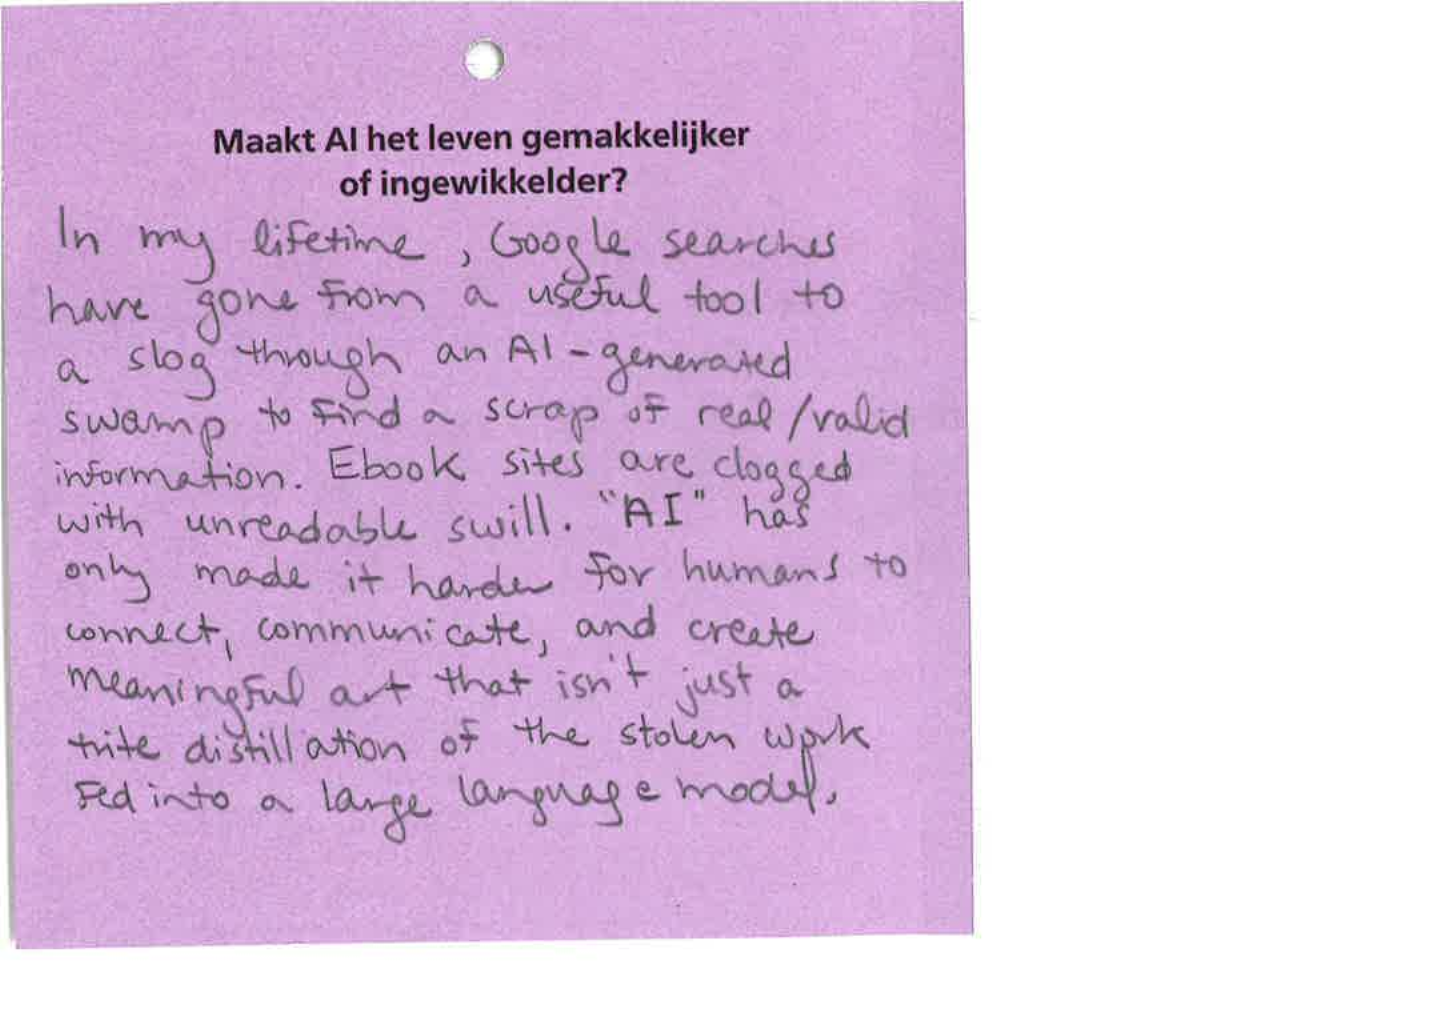 Maakt AI het leven gemakkelijker
of ingewikkelder?
In my lifetime, Google searches
have gone from a useful tool to
a slog through an AI-generated
swamp to find a scrap of real/valid
information. Ebook sites are clogged
with unreadable swill. "AI" has
only made it harder for humans to
connect, communicate, and create
meaningful art that isn't just a
trite distillation of the stolen work
fed into a large language model.